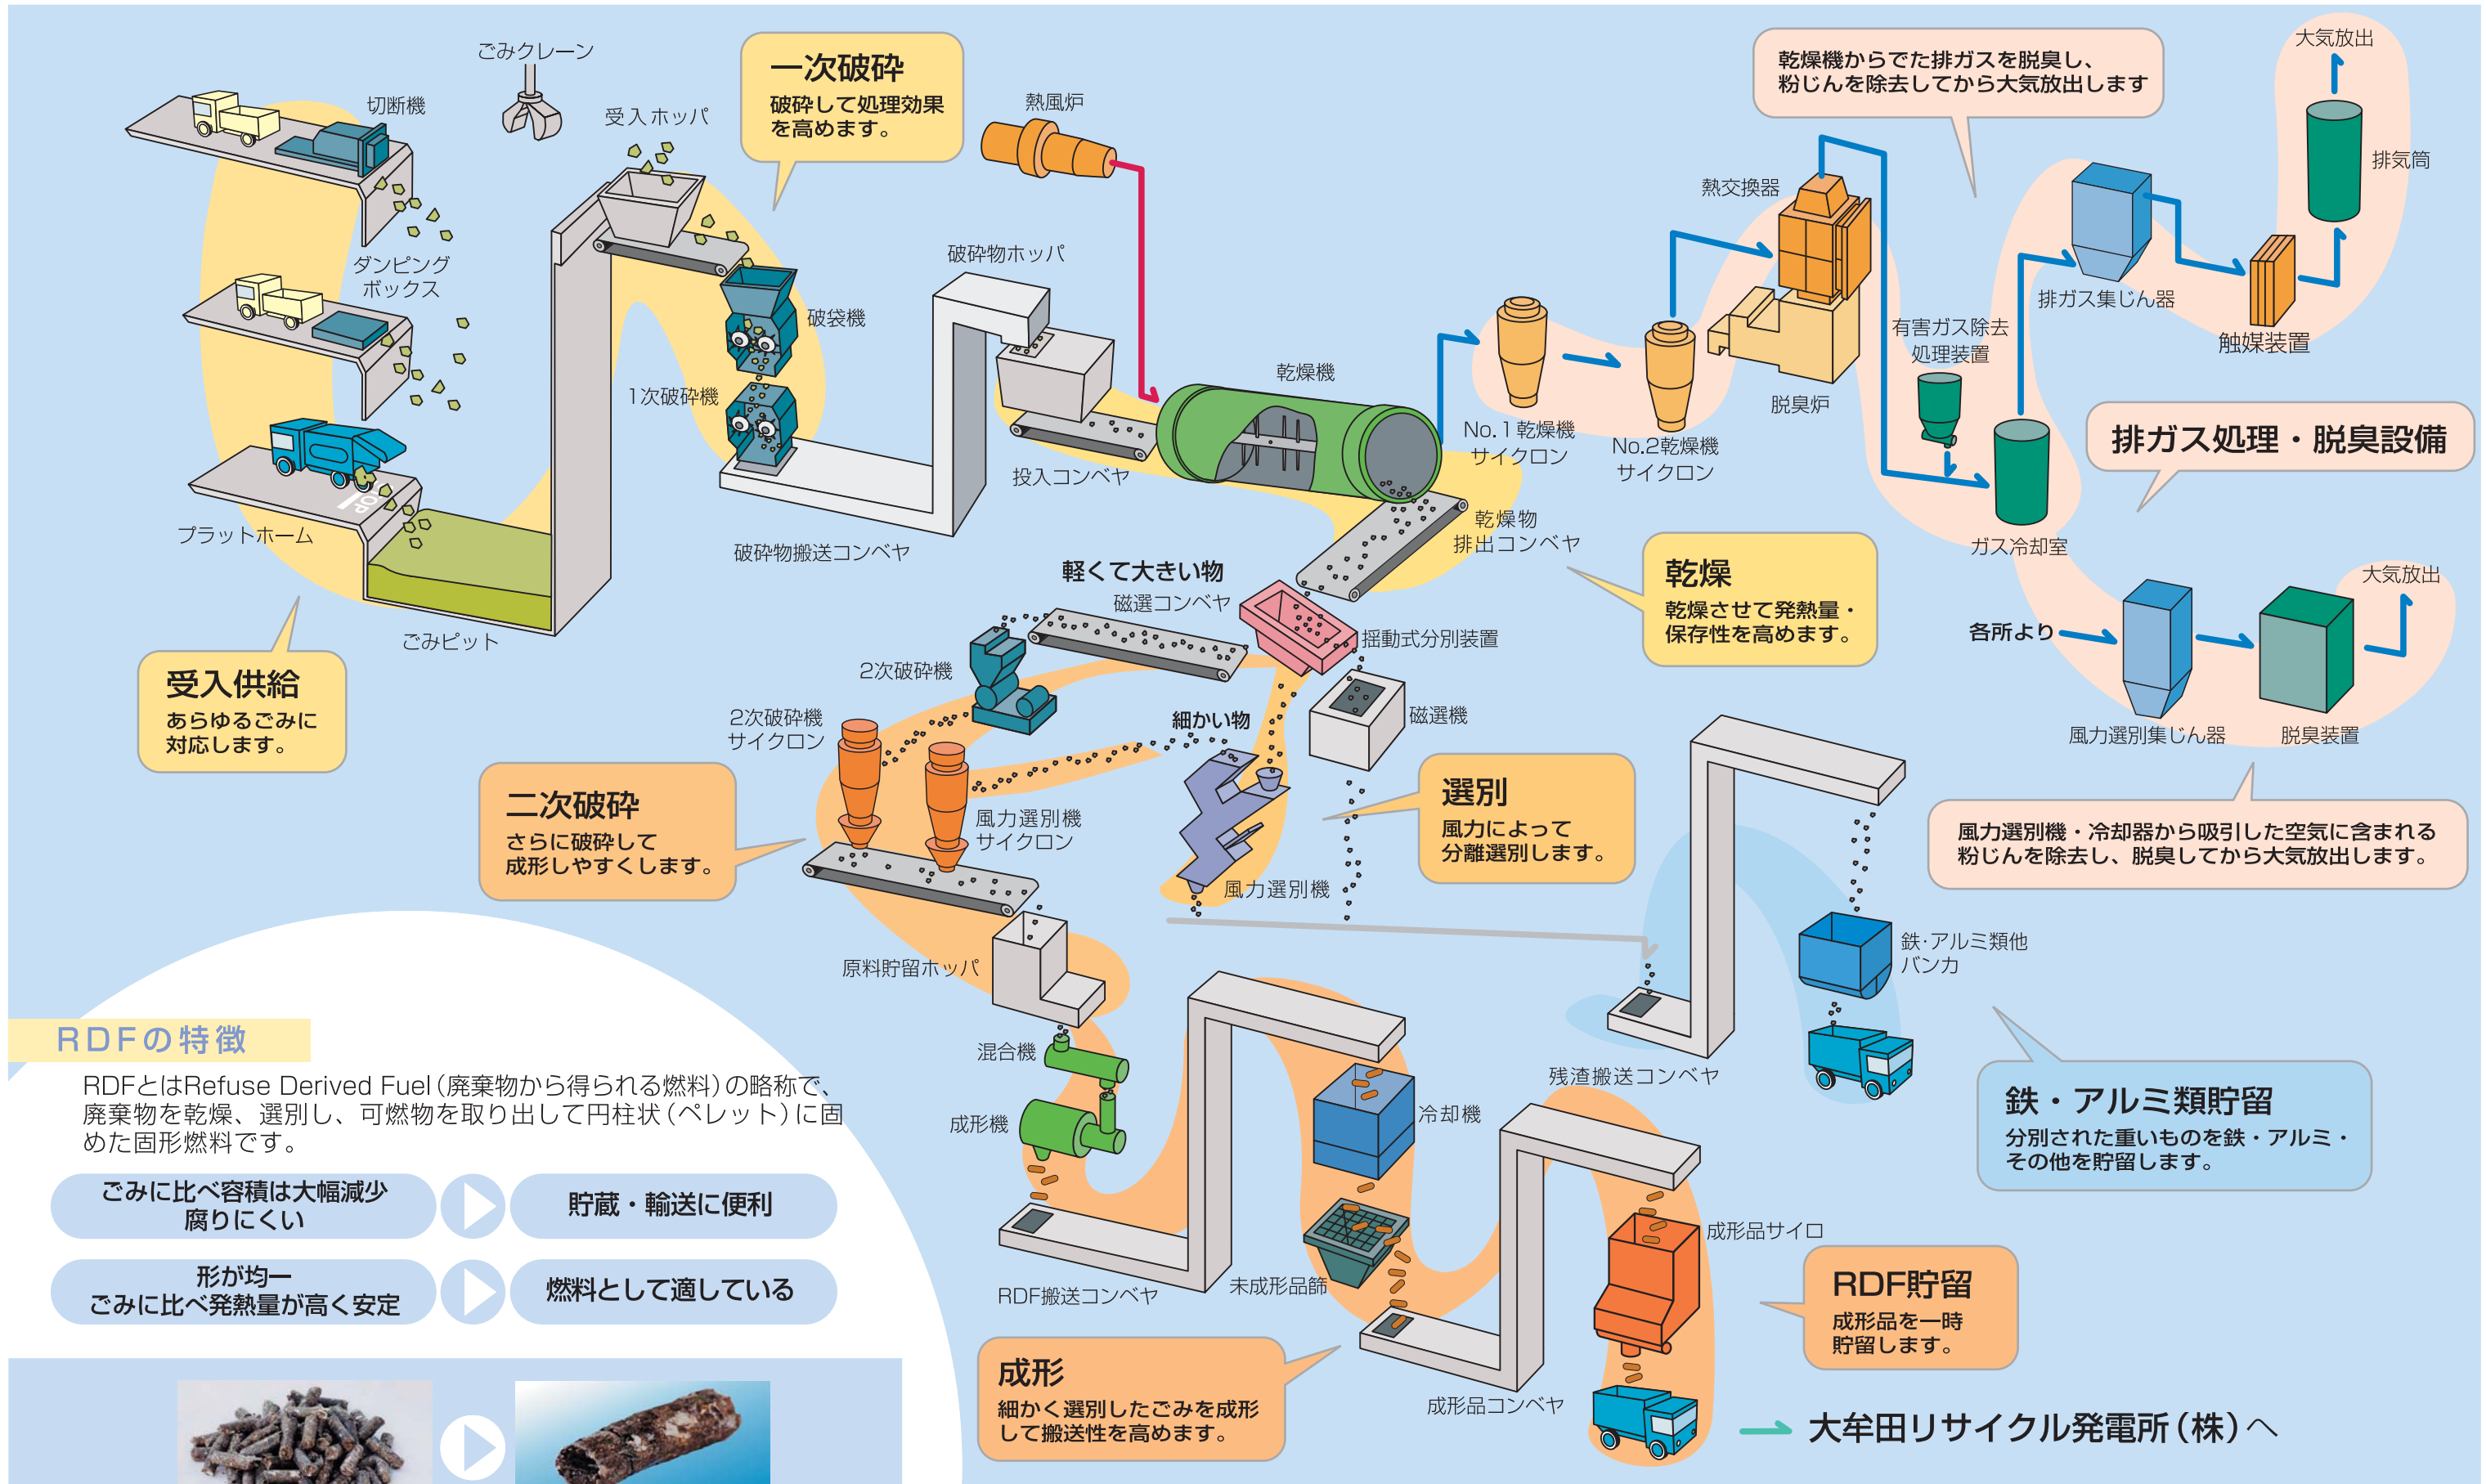 ごみクレーン
切断機
受入ホッパ
一次破砕
破砕して処理効果
を高めます。
熱風炉
乾燥機からでた排ガスを脱臭し、
粉じんを除去してから大気放出します
大気放出
排気筒
熱交換器
ダンピング
ボックス
破袋機
破砕物ホッパ
1次破砕機
乾燥機
排ガス集じん器
有害ガス除去
処理装置
触媒装置
脱臭炉
No.1乾燥機
サイクロン
No.2乾燥機
サイクロン
排ガス処理・脱臭設備
投入コンベヤ
プラットホーム
破砕物搬送コンベヤ
乾燥物
排出コンベヤ
ガス冷却室
ごみピット
軽くて大きい物
磁選コンベヤ
揺動式分別装置
乾燥
乾燥させて発熱量・
保存性を高めます。
大気放出
各所より
受入供給
あらゆるごみに
対応します。
2次破砕機
2次破砕機
サイクロン
細かい物
磁選機
風力選別集じん器
脱臭装置
二次破砕
さらに破砕して
成形しやすくします。
風力選別機
サイクロン
選別
風力によって
分離選別します。
風力選別機
風力選別機・冷却器から吸引した空気に含まれる
粉じんを除去し、脱臭してから大気放出します。
原料貯留ホッパ
鉄・アルミ類他
バンカ
混合機
残渣搬送コンベヤ
成形機
冷却機
鉄・アルミ類貯留
分別された重いものを鉄・アルミ・
その他を貯留します。
RDFの特徴
RDFとはRefuse Derived Fuel（廃棄物から得られる燃料）の略称で、
廃棄物を乾燥、選別し、可燃物を取り出して円柱状（ペレット）に固
めた固形燃料です。
ごみに比べ容積は大幅減少
腐りにくい
貯蔵・輸送に便利
形が均一
ごみに比べ発熱量が高く安定
燃料として適している
RDF搬送コンベヤ
未成形品篩
成形品サイロ
RDF貯留
成形品を一時
貯留します。
成形
細かく選別したごみを成形
して搬送性を高めます。
成形品コンベヤ
大牟田リサイクル発電所（株）へ